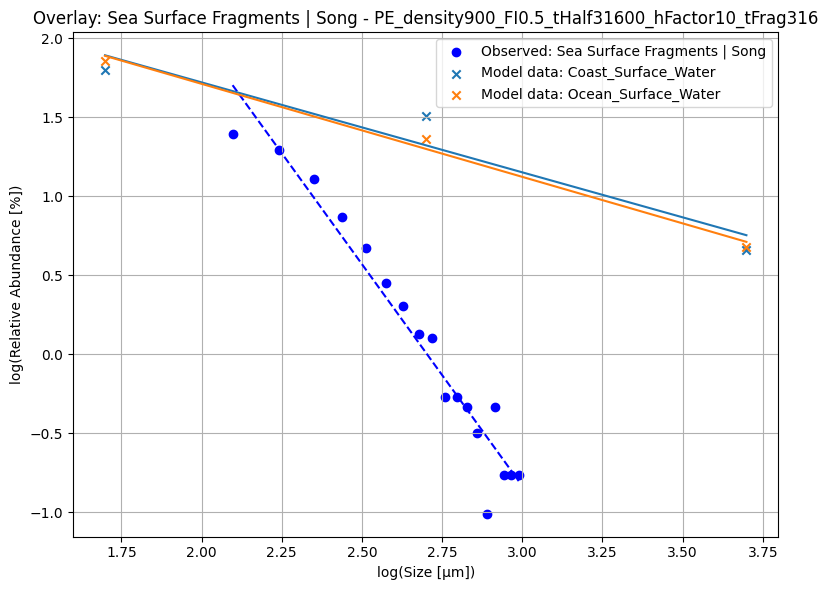 Overlay: Sea Surface Fragments | Song - PE_density900_FI0.5_tHalf31600_hFactor10_tFrag316
Observed: Sea Surface Fragments | Song
Model data: Coast_Surface_Water
Model data: Ocean_Surface_Water
log(Relative Abundance [%])
2.0
1.5
1.0
0.5
0.0
−0.5
−1.0
1.75 2.00 2.25 2.50 2.75 3.00 3.25 3.50 3.75
log(Size [μm])